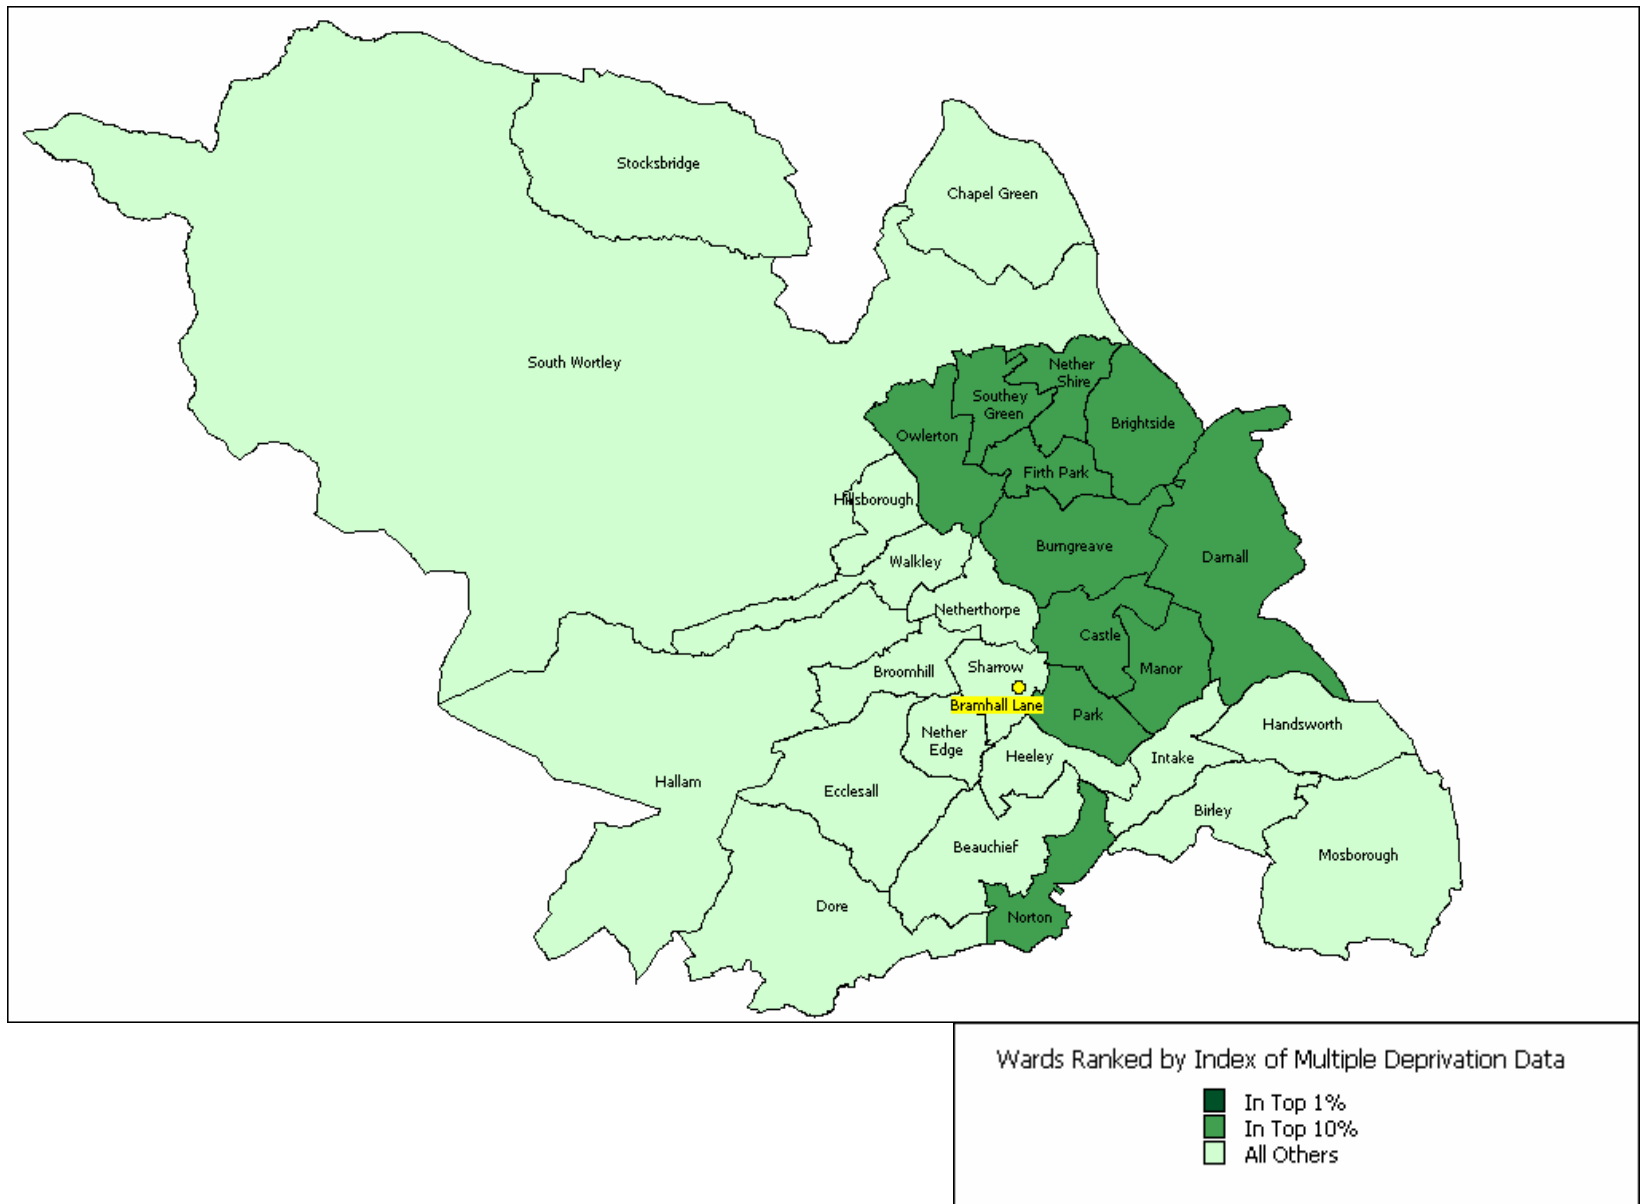 Stocksbridge
Chapel Green
South Wortley
Nether
Shire
Southey
Green
Brightside
Owlerton
Firth Park
Hillsborough
Burngreave
Darnall
Walkley
Netherthorpe
Castle
Sharrow
Manor
Broomhill
Bramhall Lane
Park
Handsworth
Nether
Edge
Heeley
Intake
Hallam
Ecclesall
Birley
Beauchief
Mosborough
Dore
Norton
Wards Ranked by Index of Multiple Deprivation Data
In Top 1%
In Top 10%
All Others